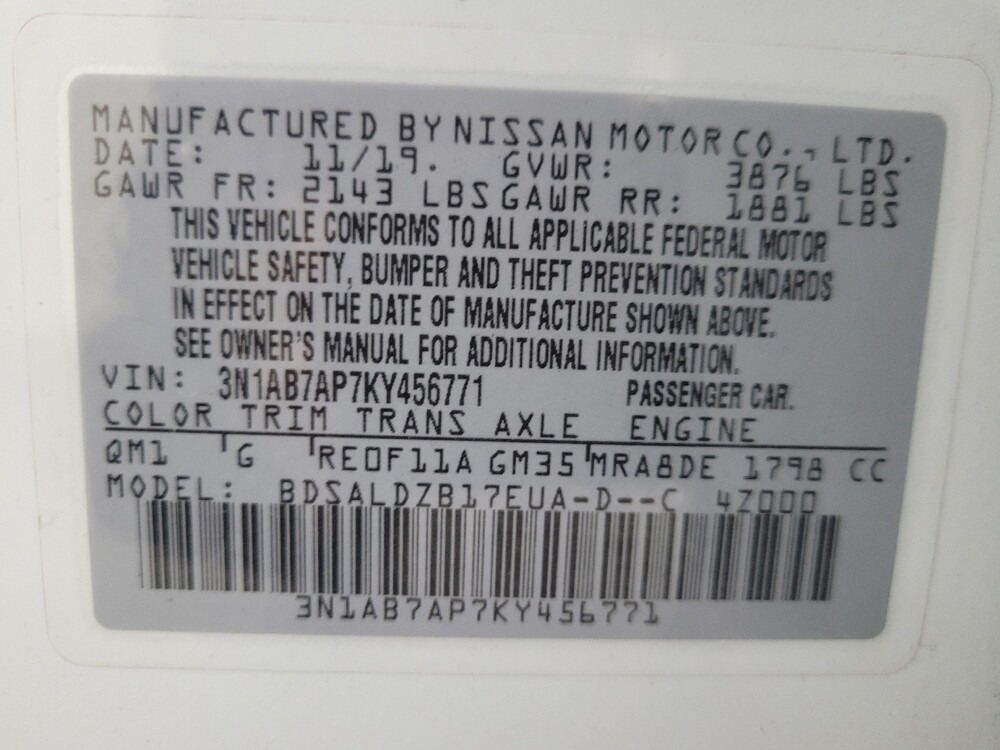 MANUFACTURED BY NISSAN MOTOR CO., LTD.
DATE: 11/19. GVWR: 3876 LBS
GAWR FR: 2143 LBS GAWR RR: 1881 LBS
THIS VEHICLE CONFORMS TO ALL APPLICABLE FEDERAL MOTOR
VEHICLE SAFETY, BUMPER AND THEFT PREVENTION STANDARDS
IN EFFECT ON THE DATE OF MANUFACTURE SHOWN ABOVE.
SEE OWNER'S MANUAL FOR ADDITIONAL INFORMATION.
VIN: 3N1AB7AP7KY456771 PASSENGER CAR.
COLOR TRIM TRANS AXLE ENGINE
QM1 G RE0F11A GM35 MRA8DE 1798 CC
MODEL: BDSALDZB17EUA-D--C 4Z000
3N1AB7AP7KY456771